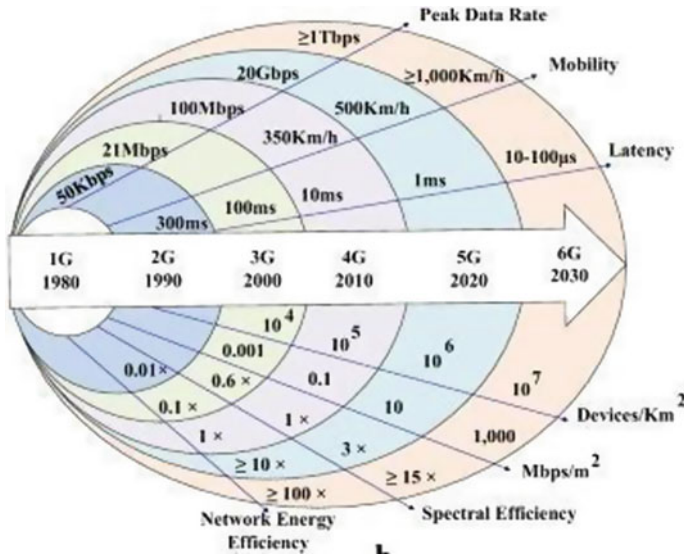 Peak Data Rate
≥1Tbps
20Gbps
≥1,000Km/h
Mobility
100Mbps
500Km/h
21Mbps
350Km/h
50Kbps
10-100μs
Latency
1ms
10ms
100ms
300ms
1G 2G 3G 4G 5G 6G
1980 1990 2000 2010 2020 2030
10⁴
10⁵
10⁶
10⁷
0.01×
0.001
0.6 ×
0.1
10
1,000
Devices/Km²
0.1 ×
1 ×
1 ×
3 ×
Mbps/m²
≥ 10 ×
≥ 15 ×
≥ 100 ×
Spectral Efficiency
Network Energy
Efficiency